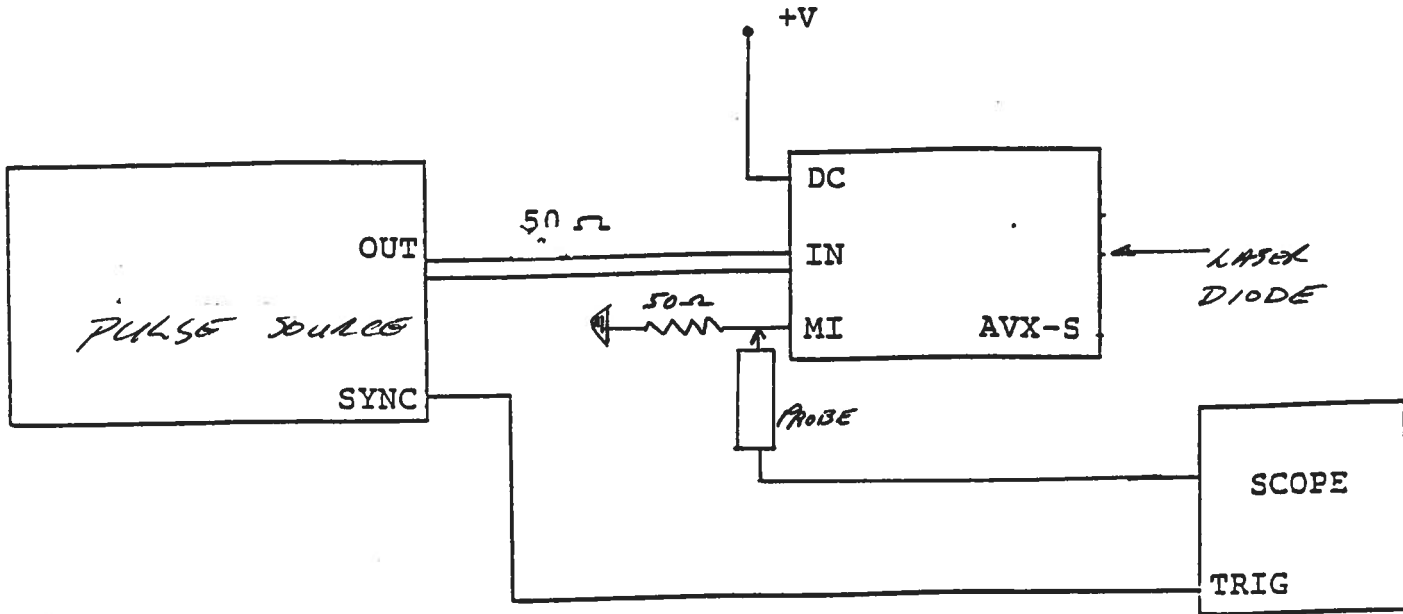 +V
DC
50 Ω
OUT
IN
LASER
DIODE
50Ω
PULSE SOURCE
MI
AVX-S
SYNC
PROBE
SCOPE
TRIG